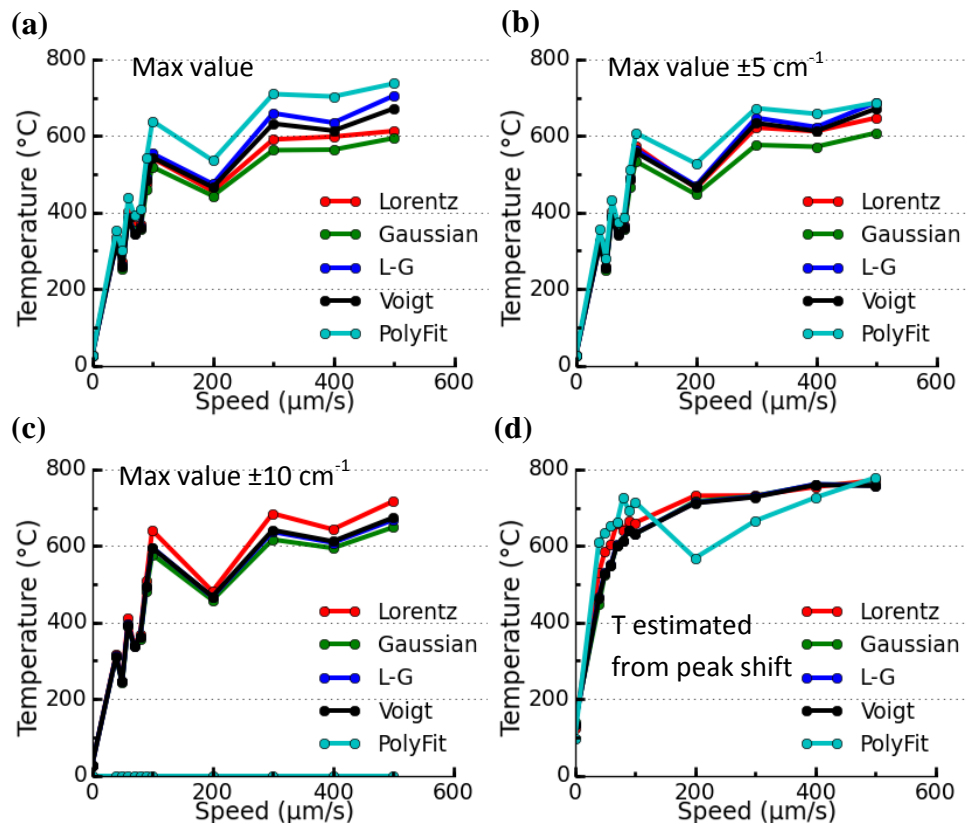 (a)
Max value
Temperature (°C)
800
600
400
200
0
0 200 400 600
Speed (µm/s)
Lorentz
Gaussian
L-G
Voigt
PolyFit
(b)
Max value ±5 cm⁻¹
Temperature (°C)
800
600
400
200
0
0 200 400 600
Speed (µm/s)
Lorentz
Gaussian
L-G
Voigt
PolyFit
(c)
Max value ±10 cm⁻¹
Temperature (°C)
800
600
400
200
0
0 200 400 600
Speed (µm/s)
Lorentz
Gaussian
L-G
Voigt
PolyFit
(d)
T estimated
from peak shift
Temperature (°C)
800
600
400
200
0
0 200 400 600
Speed (µm/s)
Lorentz
Gaussian
L-G
Voigt
PolyFit